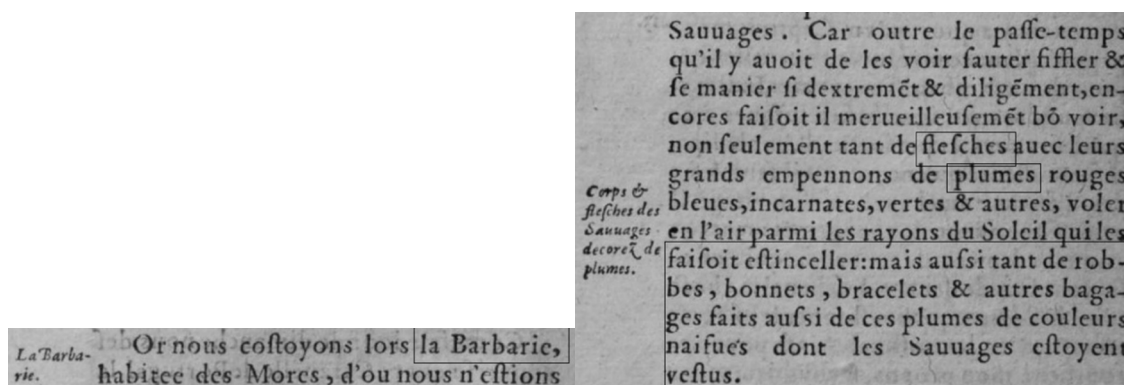 La Barba-
rie.
Or nous costoyons lors la Barbarie,
habitee des Mores, d'ou nous n'estions
Corps &
flesches des
Sauuages
decorez de
plumes.
Sauuages. Car outre le passe-temps
qu'il y auoit de les voir sauter siffler &
se manier si dextremẽt & diligẽment, en-
cores faisoit il merueilleusemẽt bõ voir,
non seulement tant de flesches auec leurs
grands empennons de plumes rouges
bleues, incarnates, vertes & autres, voler
en l'air parmi les rayons du Soleil qui les
faisoit estinceller: mais aussi tant de rob-
bes, bonnets, bracelets & autres baga-
ges faits aussi de ces plumes de couleurs
naifues dont les Sauuages estoyent
vestus.